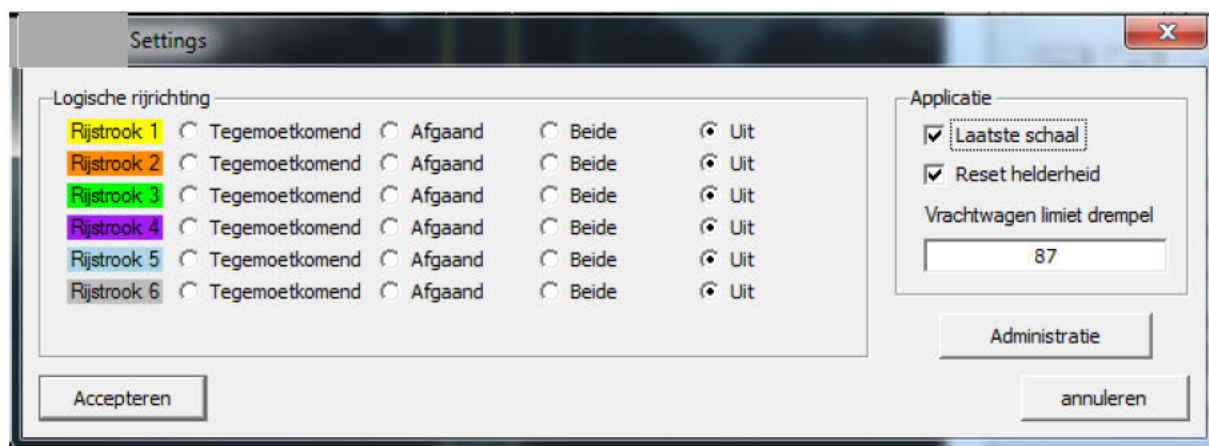 Settings
Logische rijrichting
Rijstrook 1 Tegemoetkomend Afgaand Beide Uit
Rijstrook 2 Tegemoetkomend Afgaand Beide Uit
Rijstrook 3 Tegemoetkomend Afgaand Beide Uit
Rijstrook 4 Tegemoetkomend Afgaand Beide Uit
Rijstrook 5 Tegemoetkomend Afgaand Beide Uit
Rijstrook 6 Tegemoetkomend Afgaand Beide Uit
Applicatie
Laatste schaal
Reset helderheid
Vrachtwagen limiet drempel
87
Administratie
Accepteren
annuleren